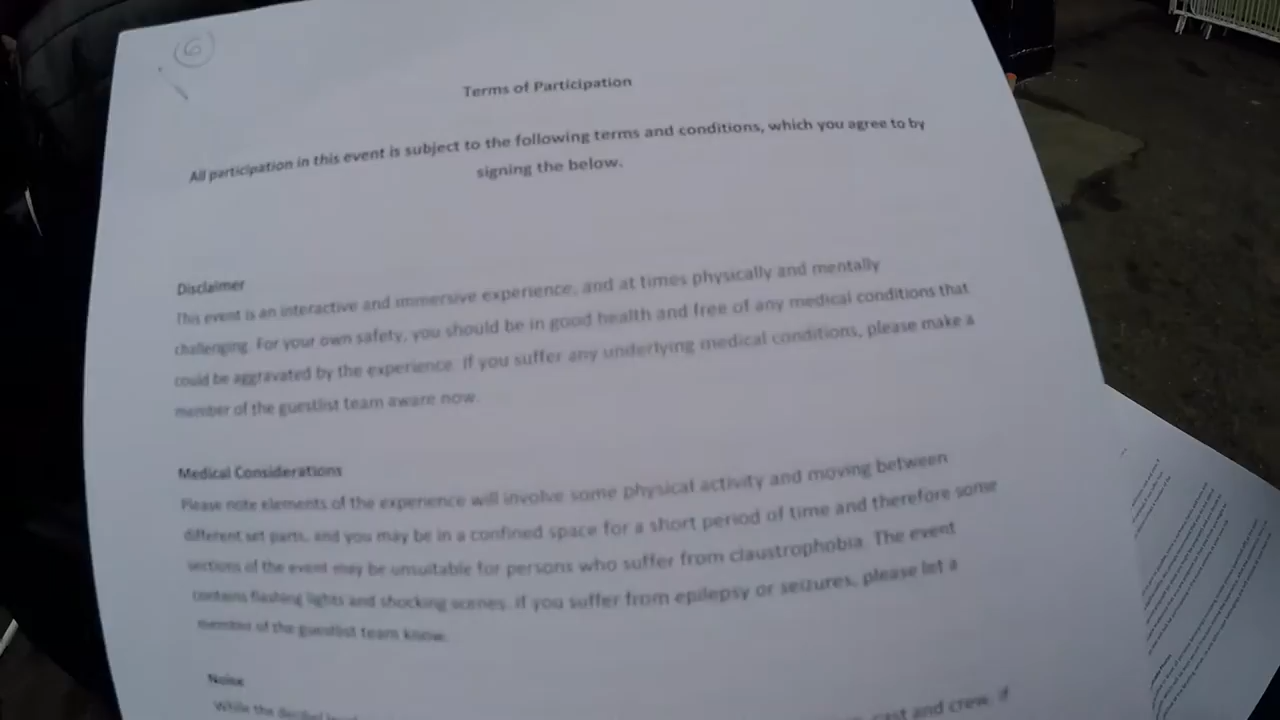 6
Terms of Participation
All participation in this event is subject to the following terms and conditions, which you agree to by
signing the below.
Disclaimer
This event is an interactive and immersive experience, and at times physically and mentally
challenging. For your own safety, you should be in good health and free of any medical conditions that
could be aggravated by the experience. If you suffer any underlying medical conditions, please make a
member of the guestlist team aware now.
Medical Considerations
Please note elements of the experience will involve some physical activity and moving between
different set parts, and you may be in a confined space for a short period of time and therefore some
sections of the event may be unsuitable for persons who suffer from claustrophobia. The event
contains flashing lights and shocking scenes. If you suffer from epilepsy or seizures, please let a
member of the guestlist team know.
Noise
While the cast and crew. If